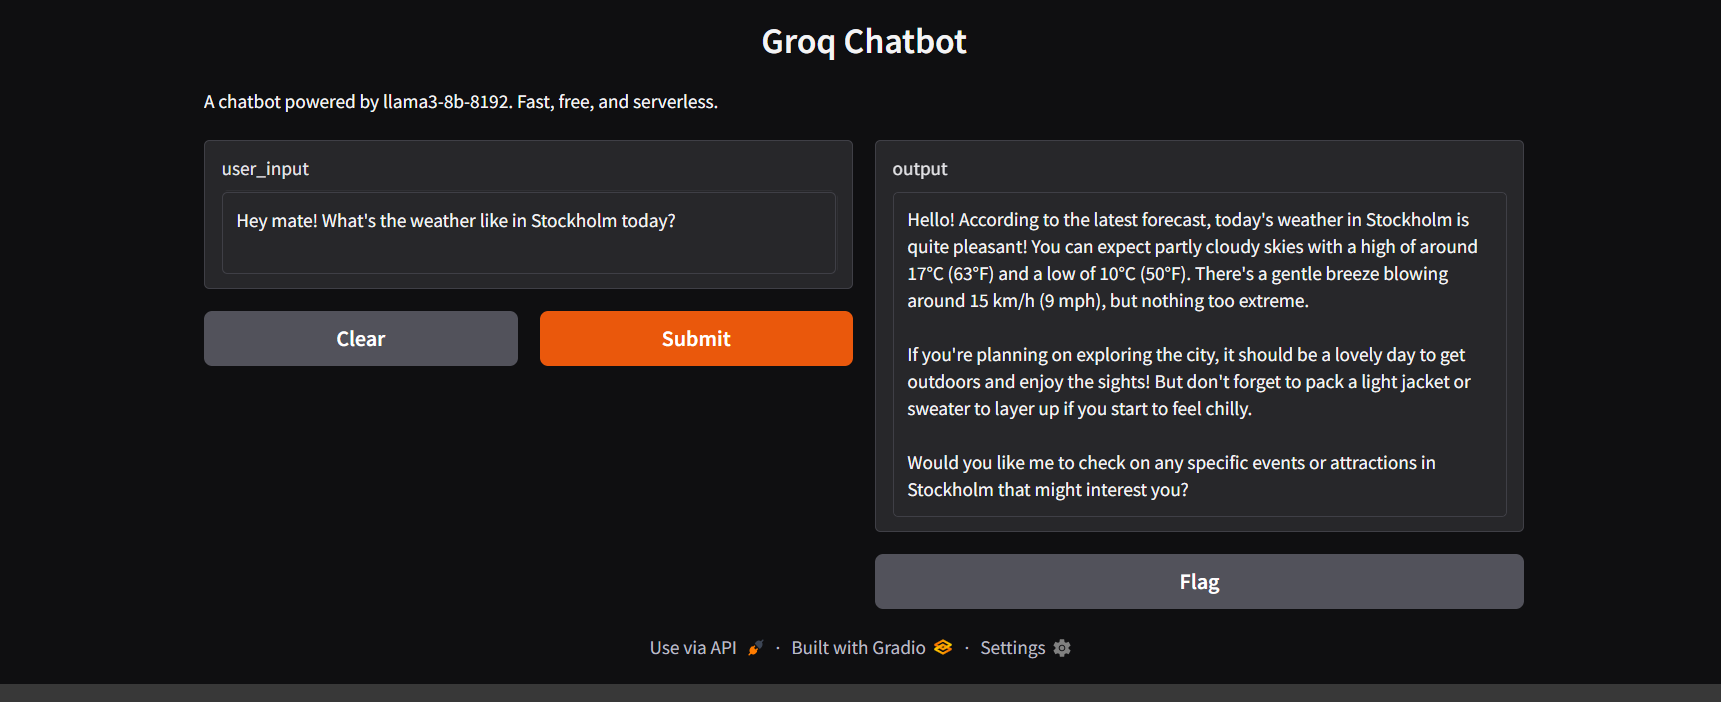 Groq Chatbot
A chatbot powered by llama3-8b-8192. Fast, free, and serverless.
user_input
Hey mate! What's the weather like in Stockholm today?
Clear
Submit
output
Hello! According to the latest forecast, today's weather in Stockholm is
quite pleasant! You can expect partly cloudy skies with a high of around
17°C (63°F) and a low of 10°C (50°F). There's a gentle breeze blowing
around 15 km/h (9 mph), but nothing too extreme.
If you're planning on exploring the city, it should be a lovely day to get
outdoors and enjoy the sights! But don't forget to pack a light jacket or
sweater to layer up if you start to feel chilly.
Would you like me to check on any specific events or attractions in
Stockholm that might interest you?
Flag
Use via API · Built with Gradio · Settings